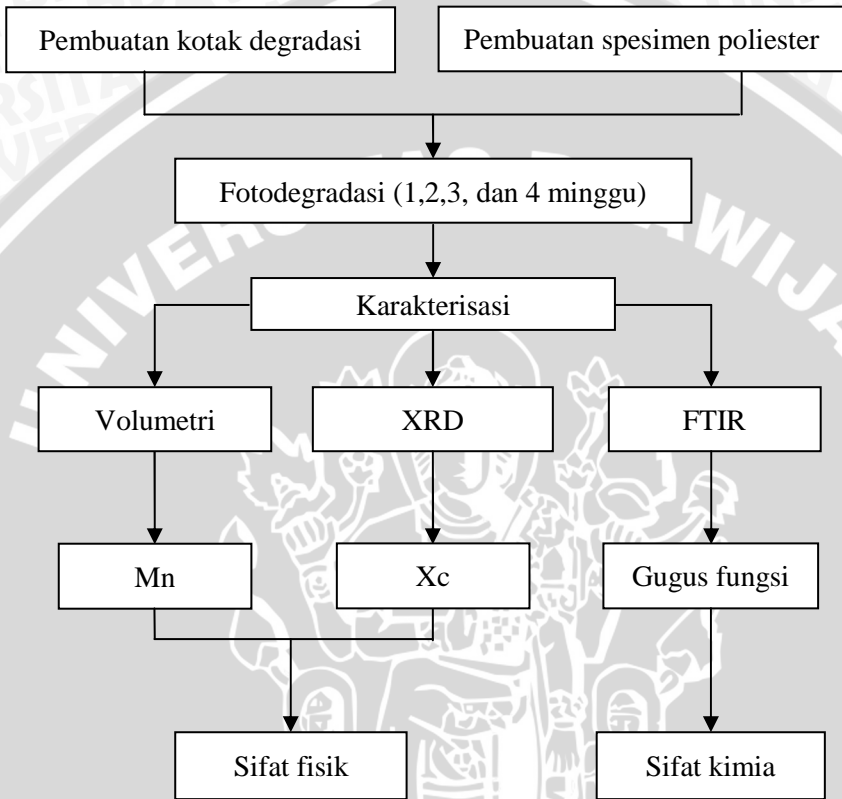 Pembuatan kotak degradasi
Pembuatan spesimen poliester
Fotodegradasi (1,2,3, dan 4 minggu)
Karakterisasi
Volumetri
XRD
FTIR
Mn
Xc
Gugus fungsi
Sifat fisik
Sifat kimia